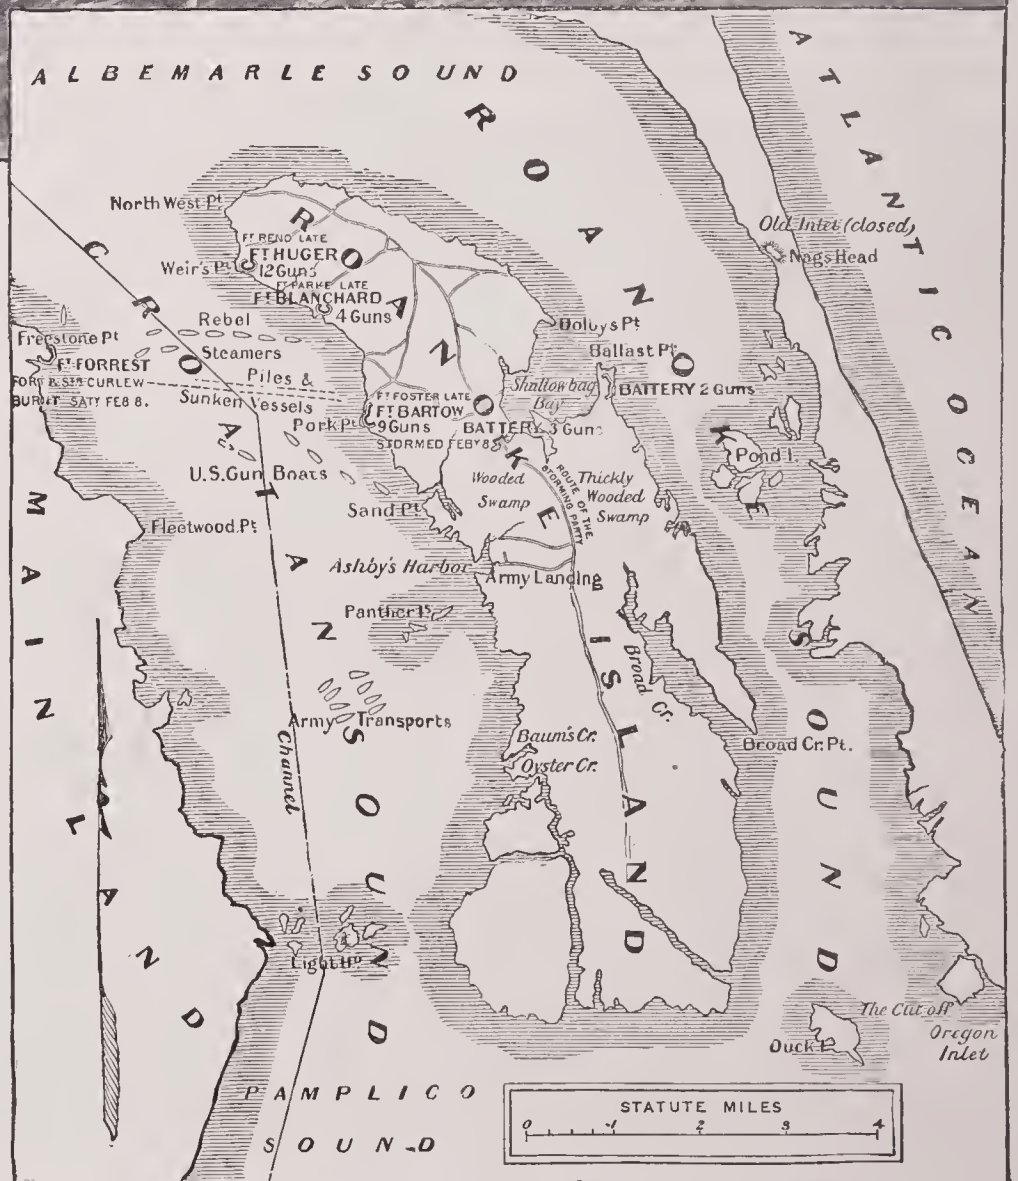 ALBEMARLE SOUND
ROANOKE SOUND
ATLANTIC OCEAN
CROATAN SOUND
ROANOKE ISLAND
MAIN LAND
North West Pt.
Old Inlet (closed)
Nags Head
FT RENO LATE
FT HUGER
12 Guns
Weir's Pt.
FT PARKE LATE
FT BLANCHARD
4 Guns
Rebel
Steamers
Freestone Pt
FT FORREST
FORT & STR CURLEW
BURNT SATY FEB 8.
Piles &
Sunken Vessels
Dolbys Pt
Ballast Pt.
Shallowbag
Bay
BATTERY 2 Guns
FT FOSTER LATE
FT BARTOW
9 Guns
STORMED FEBY 8
Pork Pt.
BATTERY 3 Guns
Pond I.
U.S. Gun Boats
Wooded
Swamp
ROUTE OF THE
STORMING PARTY
Thickly
Wooded
Swamp
Sand Pt.
Fleetwood Pt.
Ashby's Harbor
Army Landing
Panther Is.
Broad Cr.
Army Transports
Channel
Baum's Cr.
Oyster Cr.
Broad Cr. Pt.
Light Ho.
The Cut off
Oregon
Inlet
Duck I.
PAMPLICO
SOUND
STATUTE MILES
0 1 2 3 4